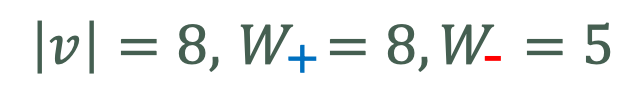 |v| = 8, W₊ = 8, W₋ = 5